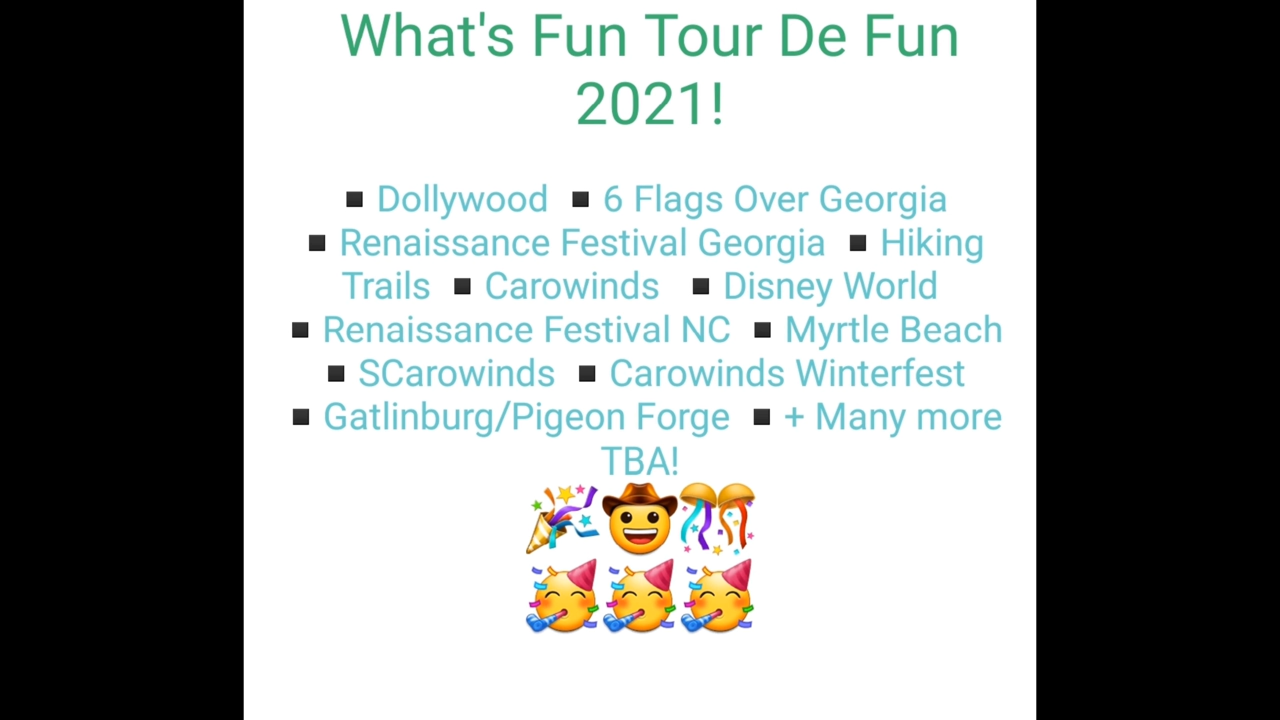 What's Fun Tour De Fun
2021!
▪ Dollywood ▪ 6 Flags Over Georgia
▪ Renaissance Festival Georgia ▪ Hiking
Trails ▪ Carowinds ▪ Disney World
▪ Renaissance Festival NC ▪ Myrtle Beach
▪ SCarowinds ▪ Carowinds Winterfest
▪ Gatlinburg/Pigeon Forge ▪ + Many more
TBA!